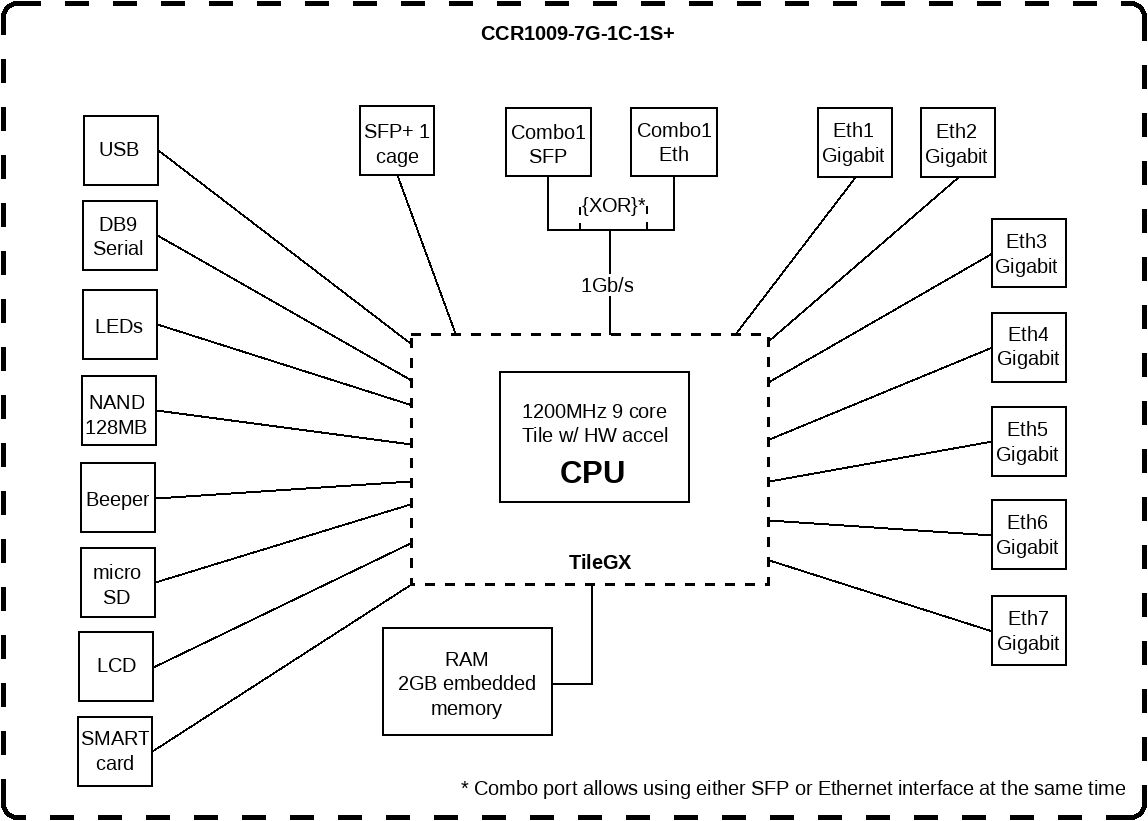 CCR1009-7G-1C-1S+
USB
DB9
Serial
LEDs
NAND
128MB
Beeper
micro
SD
LCD
SMART
card
SFP+ 1
cage
Combo1
SFP
Combo1
Eth
{XOR}*
1Gb/s
Eth1
Gigabit
Eth2
Gigabit
Eth3
Gigabit
Eth4
Gigabit
Eth5
Gigabit
Eth6
Gigabit
Eth7
Gigabit
1200MHz 9 core
Tile w/ HW accel
CPU
TileGX
RAM
2GB embedded
memory
* Combo port allows using either SFP or Ethernet interface at the same time